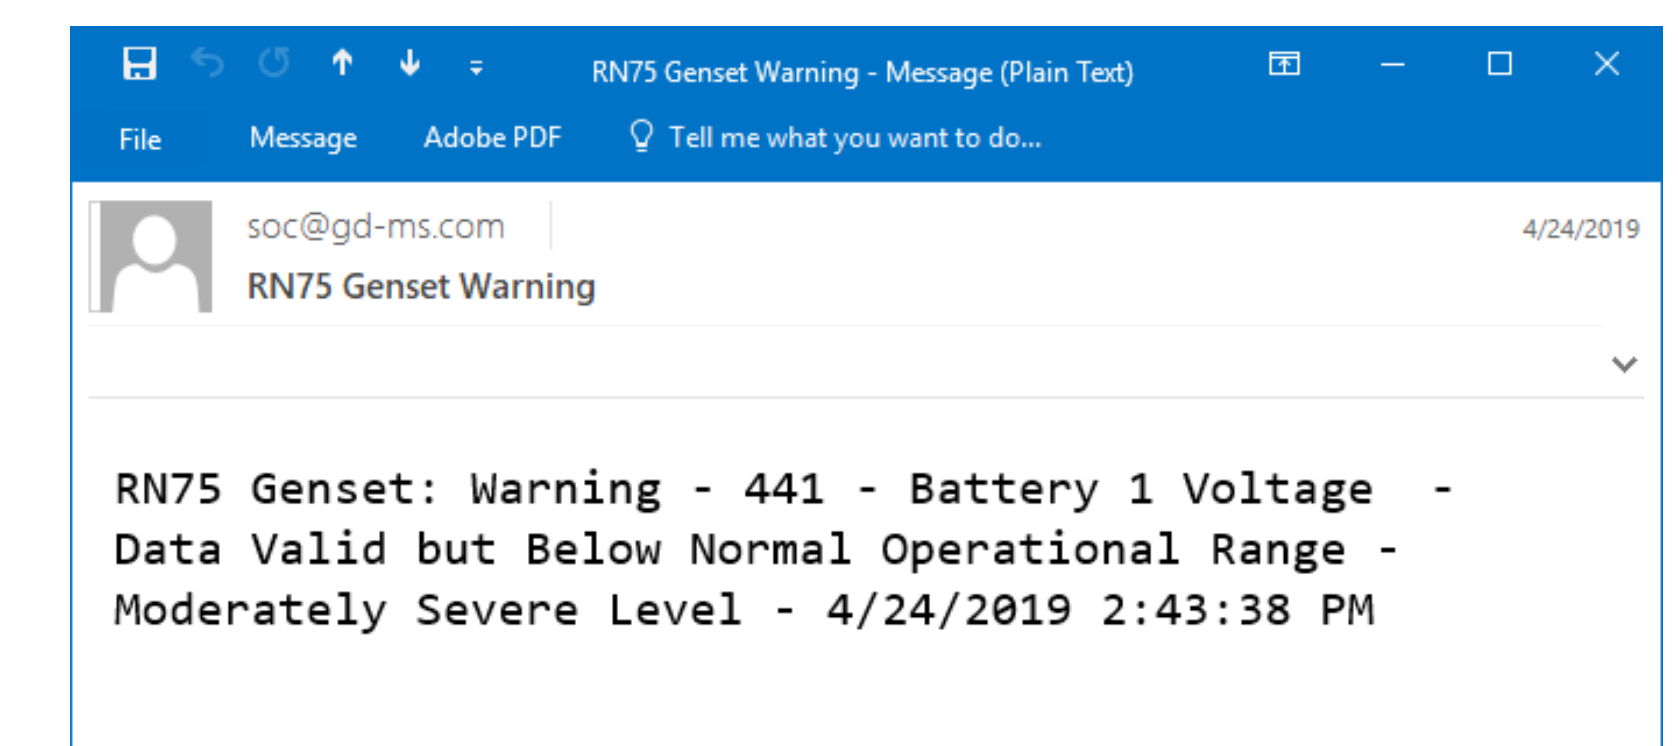 RN75 Genset Warning - Message (Plain Text)
File Message Adobe PDF Tell me what you want to do...
soc@gd-ms.com
4/24/2019
RN75 Genset Warning
RN75 Genset: Warning - 441 - Battery 1 Voltage  -
Data Valid but Below Normal Operational Range -
Moderately Severe Level - 4/24/2019 2:43:38 PM